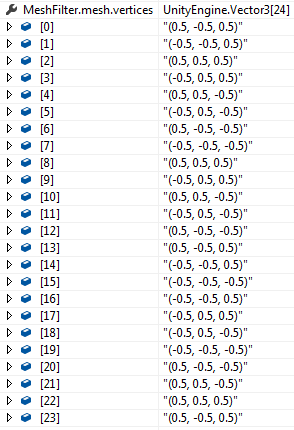 MeshFilter.mesh.vertices UnityEngine.Vector3[24]
[0] "(0.5, -0.5, 0.5)"
[1] "(-0.5, -0.5, 0.5)"
[2] "(0.5, 0.5, 0.5)"
[3] "(-0.5, 0.5, 0.5)"
[4] "(0.5, 0.5, -0.5)"
[5] "(-0.5, 0.5, -0.5)"
[6] "(0.5, -0.5, -0.5)"
[7] "(-0.5, -0.5, -0.5)"
[8] "(0.5, 0.5, 0.5)"
[9] "(-0.5, 0.5, 0.5)"
[10] "(0.5, 0.5, -0.5)"
[11] "(-0.5, 0.5, -0.5)"
[12] "(0.5, -0.5, -0.5)"
[13] "(0.5, -0.5, 0.5)"
[14] "(-0.5, -0.5, 0.5)"
[15] "(-0.5, -0.5, -0.5)"
[16] "(-0.5, -0.5, 0.5)"
[17] "(-0.5, 0.5, 0.5)"
[18] "(-0.5, 0.5, -0.5)"
[19] "(-0.5, -0.5, -0.5)"
[20] "(0.5, -0.5, -0.5)"
[21] "(0.5, 0.5, -0.5)"
[22] "(0.5, 0.5, 0.5)"
[23] "(0.5, -0.5, 0.5)"